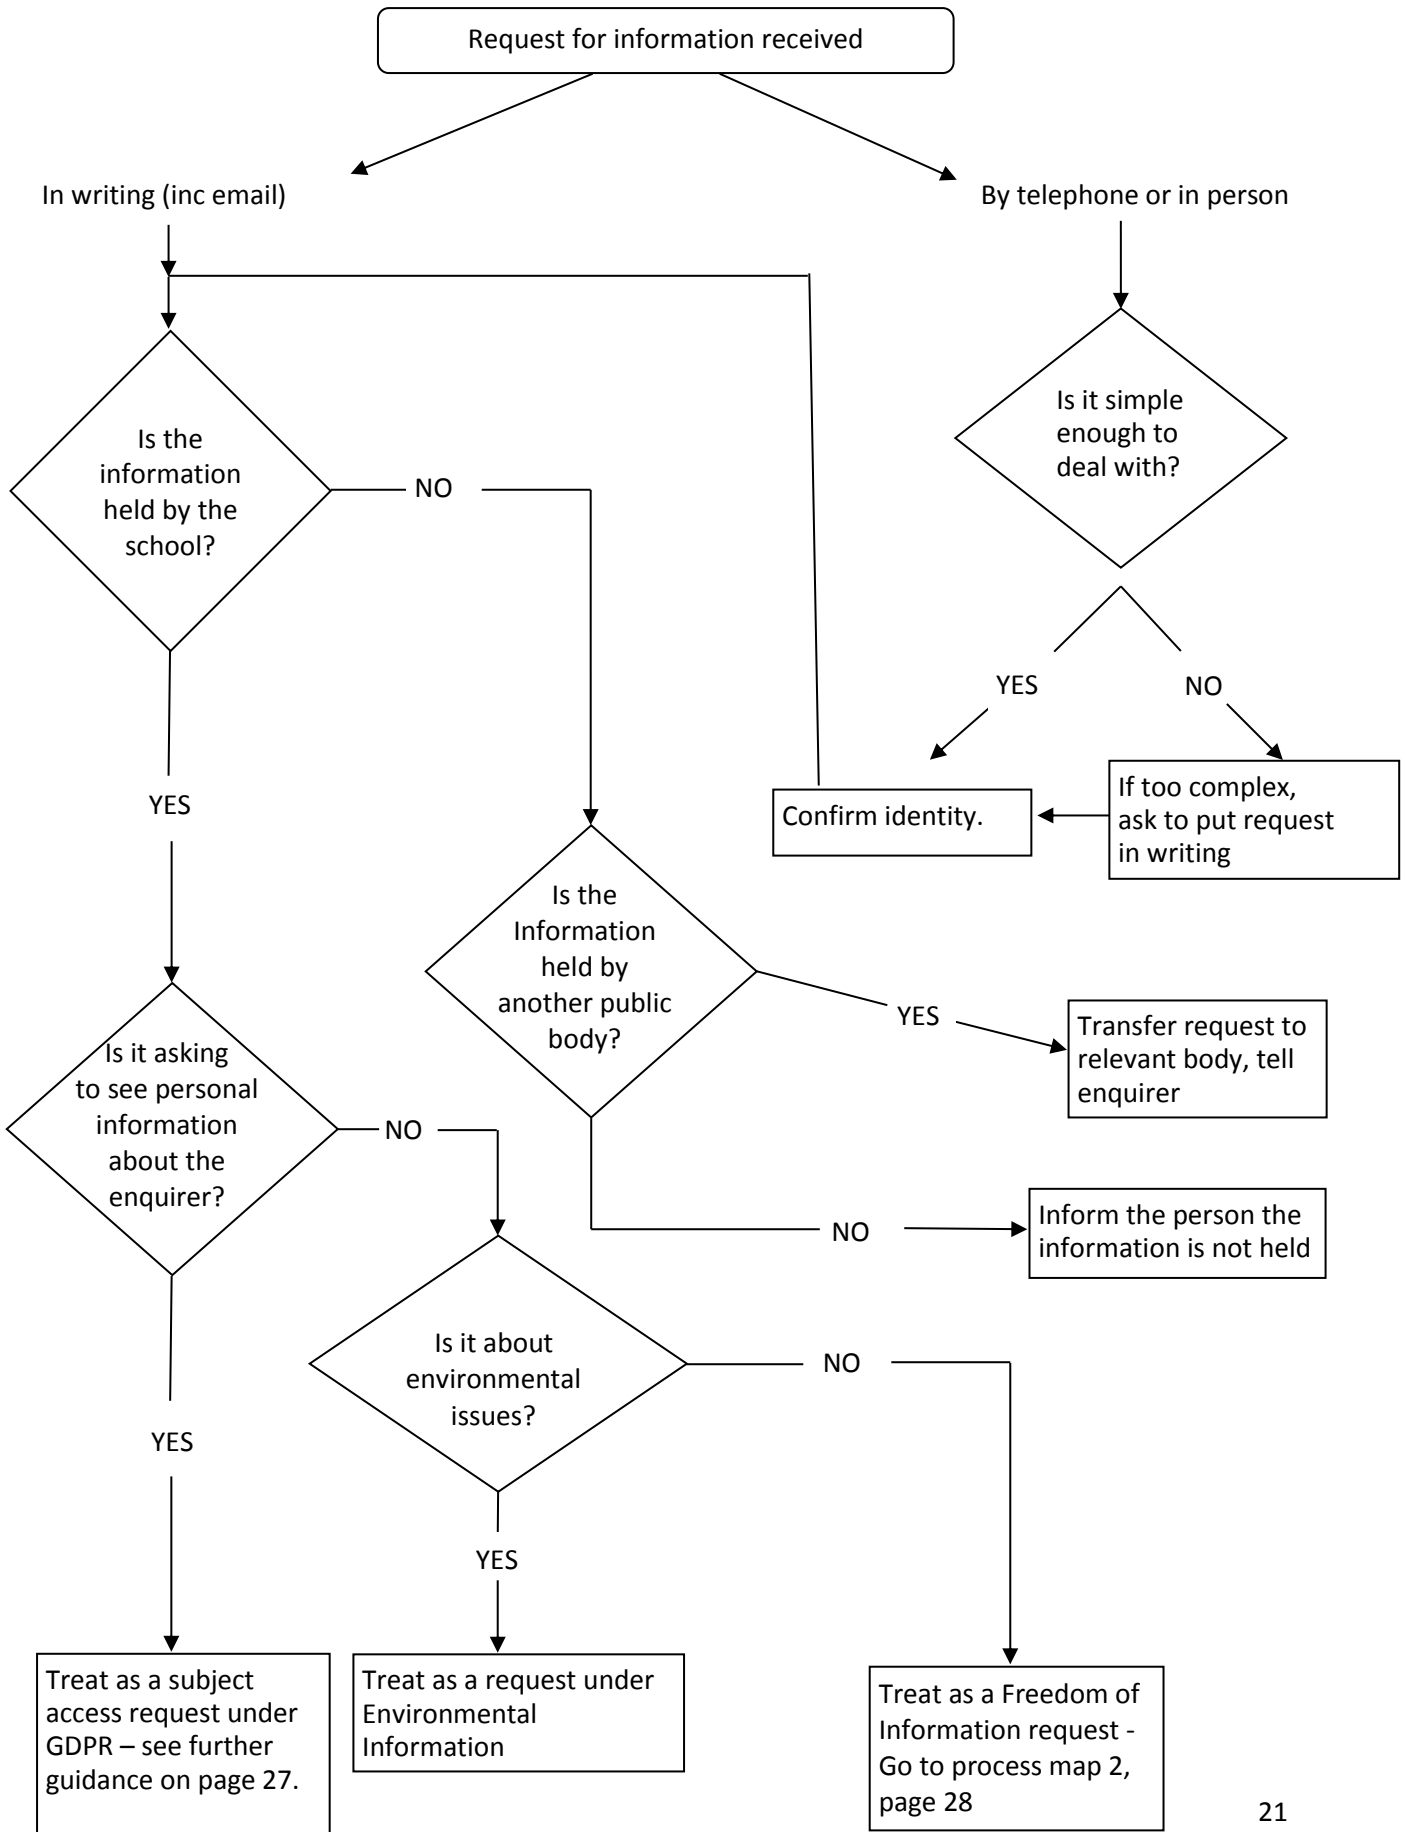 Request for information received
In writing (inc email)
By telephone or in person
Is it simple
enough to
deal with?
Is the
information
held by the
school?
NO
YES
NO
YES
If too complex,
ask to put request
in writing
Confirm identity.
Is the
Information
held by
another public
body?
YES
Transfer request to
relevant body, tell
enquirer
Is it asking
to see personal
information
about the
enquirer?
NO
NO
Inform the person the
information is not held
Is it about
environmental
issues?
NO
YES
YES
Treat as a subject
access request under
GDPR – see further
guidance on page 27.
Treat as a request under
Environmental
Information
Treat as a Freedom of
Information request -
Go to process map 2,
page 28
21